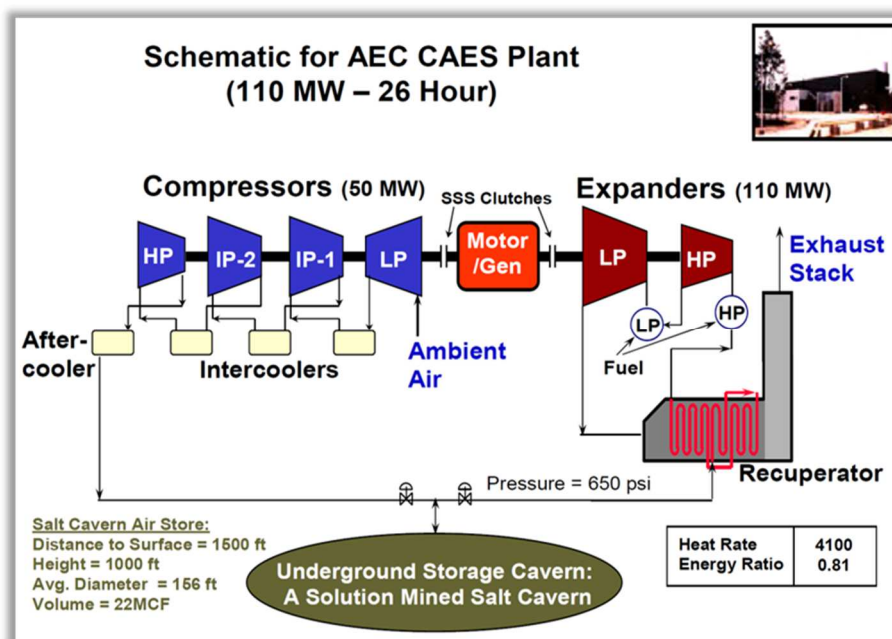 Schematic for AEC CAES Plant
(110 MW – 26 Hour)
Compressors (50 MW)
SSS Clutches
Expanders (110 MW)
HP
IP-2
IP-1
LP
Motor
/Gen
LP
HP
Exhaust
Stack
LP
HP
After-
cooler
Intercoolers
Ambient
Air
Fuel
Recuperator
Pressure = 650 psi
Salt Cavern Air Store:
Distance to Surface = 1500 ft
Height = 1000 ft
Avg. Diameter = 156 ft
Volume = 22MCF
Underground Storage Cavern:
A Solution Mined Salt Cavern
Heat Rate 4100
Energy Ratio 0.81